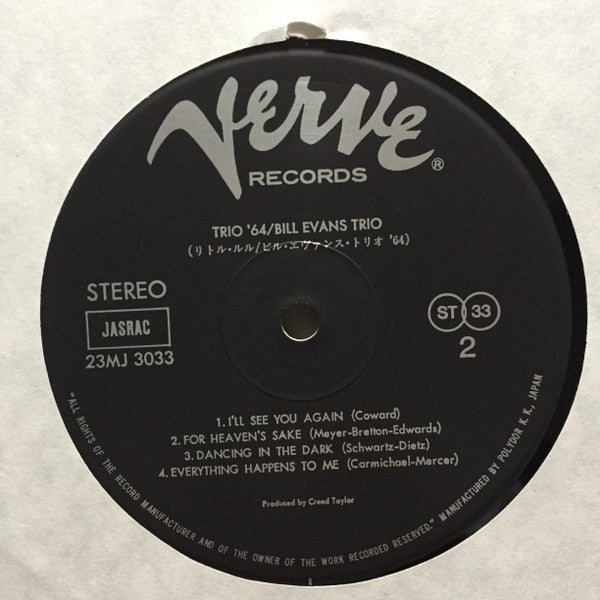 Verve
RECORDS ®
TRIO '64/BILL EVANS TRIO
(リトル・ルル/ビル・エヴァンス・トリオ '64)
STEREO
JASRAC
23MJ 3033
ST 33
2
1. I'LL SEE YOU AGAIN (Coward)
2. FOR HEAVEN'S SAKE (Meyer-Bretton-Edwards)
3. DANCING IN THE DARK (Schwartz-Dietz)
4. EVERYTHING HAPPENS TO ME (Carmichael-Mercer)
Produced by Creed Taylor
"ALL RIGHTS OF THE RECORD MANUFACTURER AND OF THE OWNER OF THE WORK RECORDED RESERVED." MANUFACTURED BY POLYDOR K. K., JAPAN